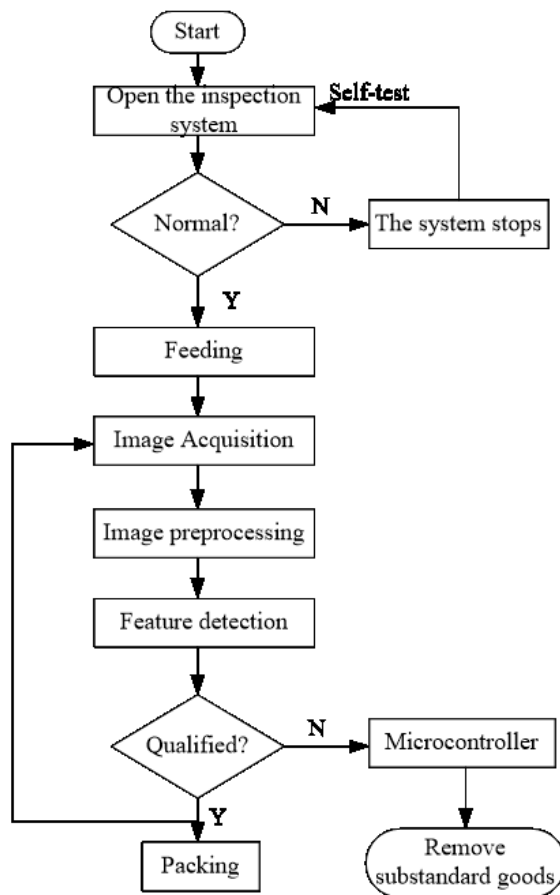 Start
Open the inspection
system
Self-test
Normal?
N
The system stops
Y
Feeding
Image Acquisition
Image preprocessing
Feature detection
Qualified?
N
Microcontroller
Y
Packing
Remove
substandard goods